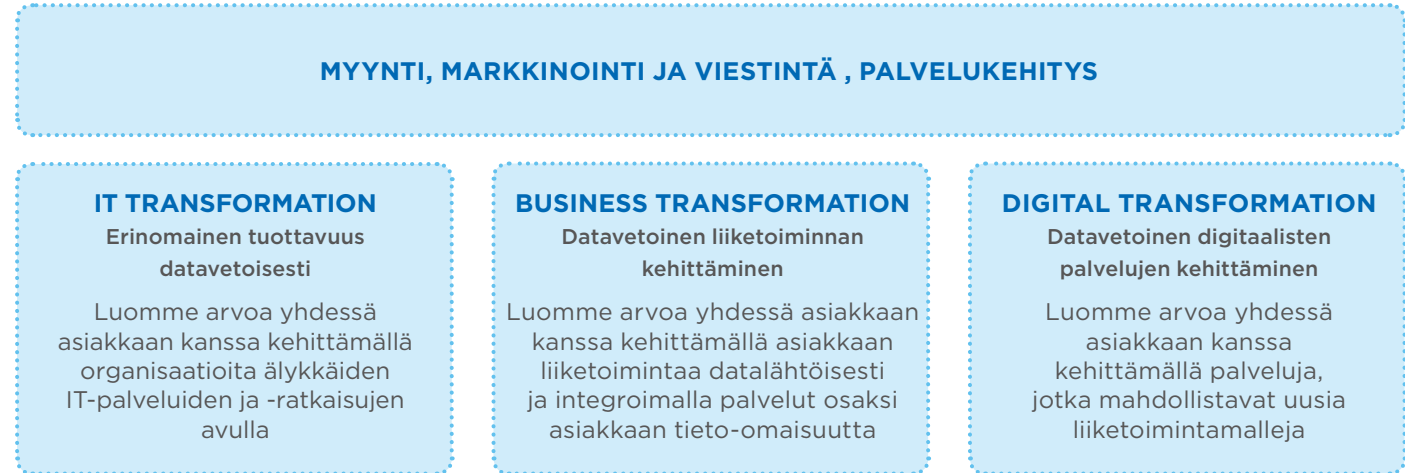 MYYNTI, MARKKINOINTI JA VIESTINTÄ , PALVELUKEHITYS
IT TRANSFORMATION
Erinomainen tuottavuus
datavetoisesti
Luomme arvoa yhdessä
asiakkaan kanssa kehittämällä
organisaatioita älykkäiden
IT-palveluiden ja -ratkaisujen
avulla
BUSINESS TRANSFORMATION
Datavetoinen liiketoiminnan
kehittäminen
Luomme arvoa yhdessä asiakkaan
kanssa kehittämällä asiakkaan
liiketoimintaa datalähtöisesti
ja integroimalla palvelut osaksi
asiakkaan tieto-omaisuutta
DIGITAL TRANSFORMATION
Datavetoinen digitaalisten
palvelujen kehittäminen
Luomme arvoa yhdessä
asiakkaan kanssa
kehittämällä palveluja,
jotka mahdollistavat uusia
liiketoimintamalleja